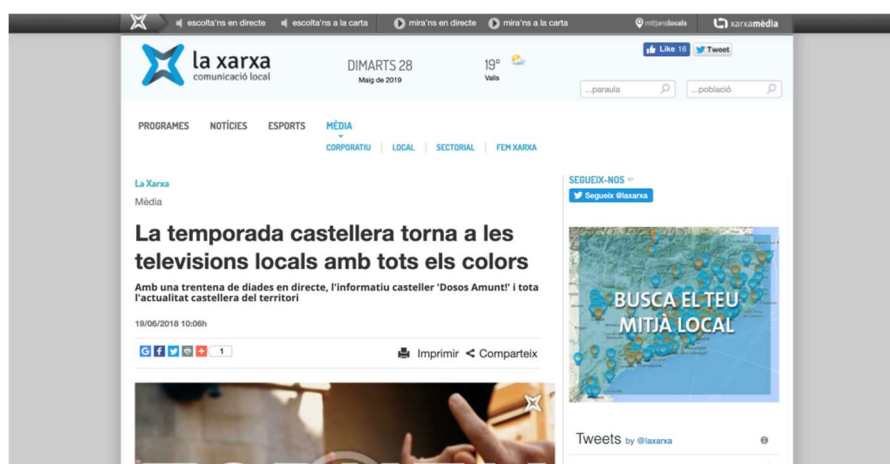 escolta'ns en directe escolta'ns a la carta mira'ns en directe mira'ns a la carta mitjanslocals xarxamèdia
la xarxa
comunicació local
DIMARTS 28
Maig de 2019
19°
Valls
Like 16 Tweet
...paraula ...població
PROGRAMES NOTÍCIES ESPORTS MÈDIA
CORPORATIU LOCAL SECTORIAL FEM XARXA
La Xarxa
Mèdia
La temporada castellera torna a les
televisions locals amb tots els colors
Amb una trentena de diades en directe, l'informatiu casteller 'Dosos Amunt!' i tota
l'actualitat castellera del territori
19/06/2018 10:06h
1
Imprimir Comparteix
SEGUEIX-NOS
Segueix @laxarxa
BUSCA EL TEU
MITJÀ LOCAL
Tweets by @laxarxa